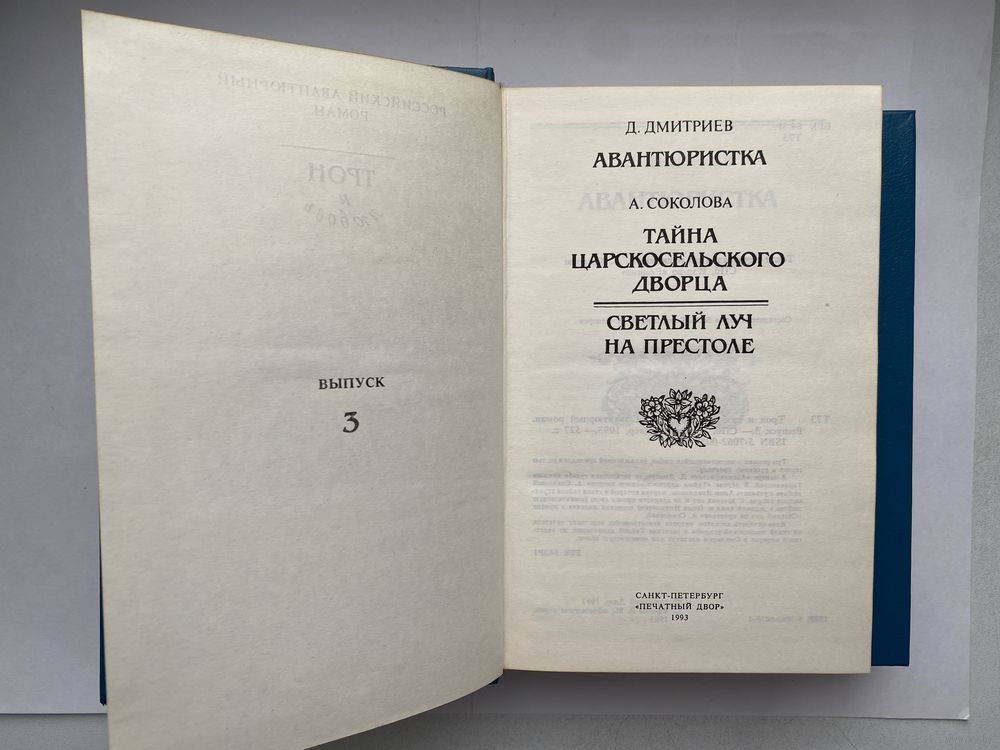 ВЫПУСК
3
Д. ДМИТРИЕВ
АВАНТЮРИСТКА
А. СОКОЛОВА
ТАЙНА
ЦАРСКОСЕЛЬСКОГО
ДВОРЦА
СВЕТЛЫЙ ЛУЧ
НА ПРЕСТОЛЕ
САНКТ-ПЕТЕРБУРГ
«ПЕЧАТНЫЙ ДВОР»
1993